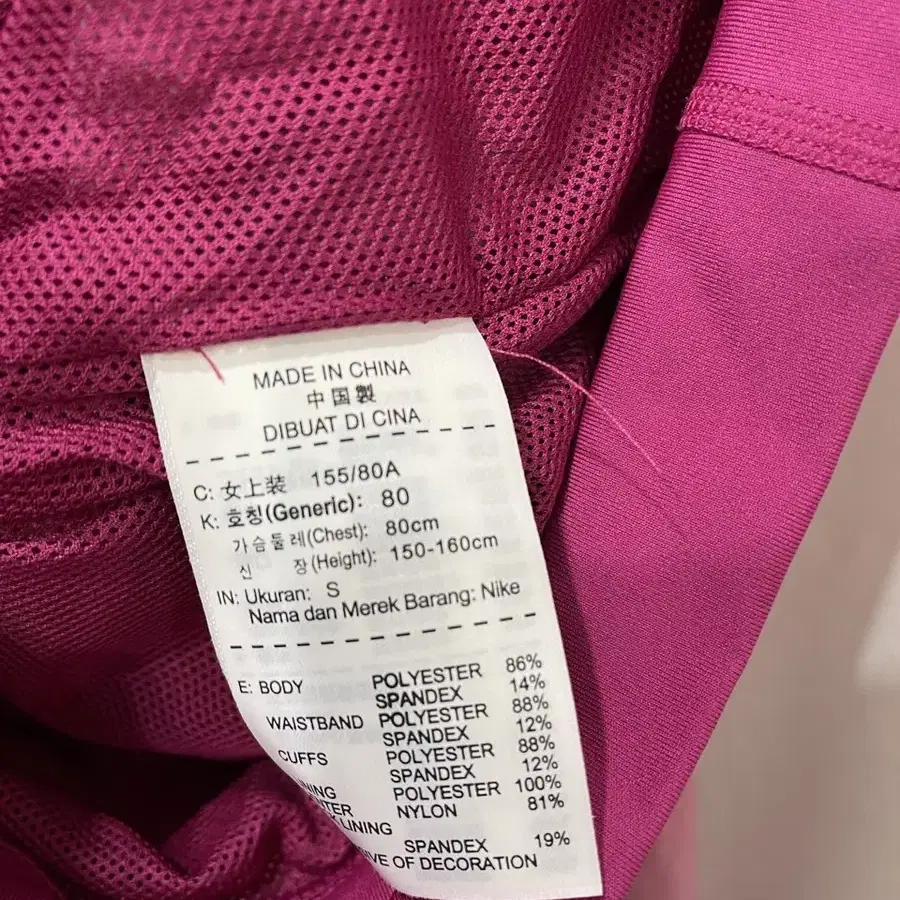 MADE IN CHINA
中国製
DIBUAT DI CINA
C: 女上装 155/80A
K: 호칭(Generic): 80
가슴둘레(Chest): 80cm
신 장(Height): 150-160cm
IN: Ukuran: S
Nama dan Merek Barang: Nike
E: BODY POLYESTER 86%
SPANDEX 14%
WAISTBAND POLYESTER 88%
SPANDEX 12%
CUFFS POLYESTER 88%
SPANDEX 12%
POLYESTER 100%
NYLON 81%
LINING
SPANDEX 19%
OF DECORATION